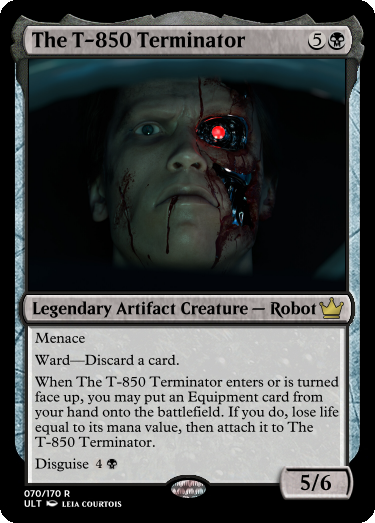 The T-850 Terminator 5
Legendary Artifact Creature — Robot
Menace
Ward—Discard a card.
When The T-850 Terminator enters or is turned
face up, you may put an Equipment card from
your hand onto the battlefield. If you do, lose life
equal to its mana value, then attach it to The
T-850 Terminator.
Disguise 4
5/6
070/170 R
ULT LEIA COURTOIS